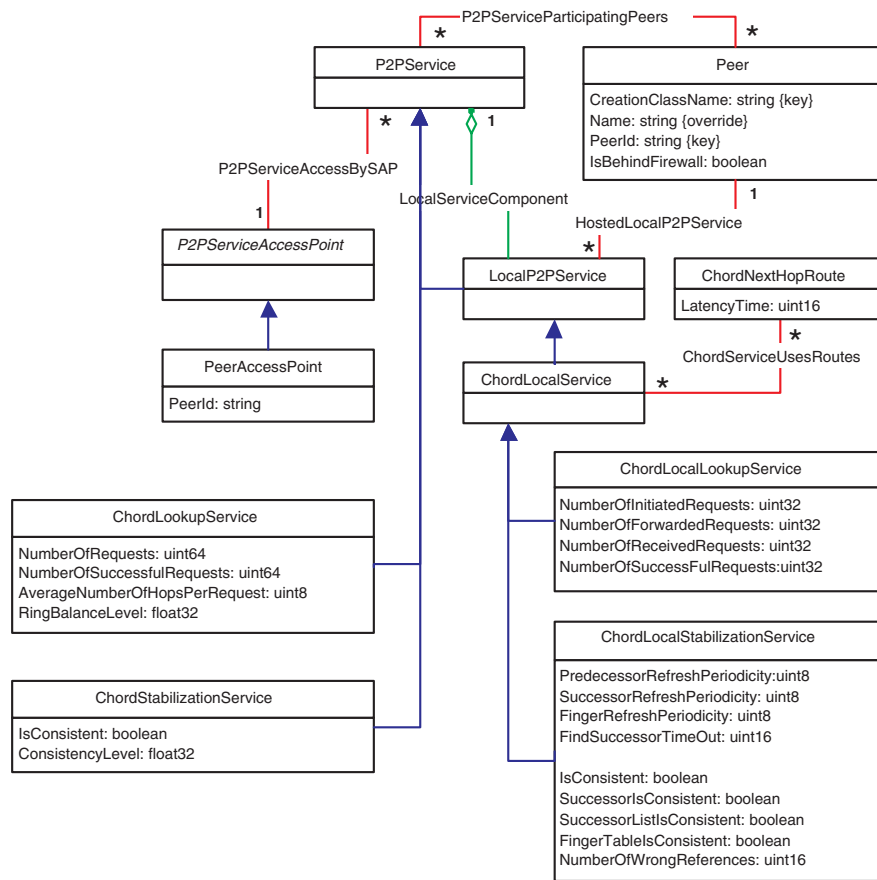 P2PServiceParticipatingPeers
*
*
P2PService
Peer
CreationClassName: string {key}
Name: string {override}
PeerId: string {key}
IsBehindFirewall: boolean
*
1
P2PServiceAccessBySAP
LocalServiceComponent
1
1
HostedLocalP2PService
*
P2PServiceAccessPoint
LocalP2PService
ChordNextHopRoute
LatencyTime: uint16
*
ChordServiceUsesRoutes
PeerAccessPoint
PeerId: string
ChordLocalService
*
ChordLocalLookupService
NumberOfInitiatedRequests: uint32
NumberOfForwardedRequests: uint32
NumberOfReceivedRequests: uint32
NumberOfSuccessFulRequests:uint32
ChordLookupService
NumberOfRequests: uint64
NumberOfSuccessfulRequests: uint64
AverageNumberOfHopsPerRequest: uint8
RingBalanceLevel: float32
ChordLocalStabilizationService
PredecessorRefreshPeriodicity:uint8
SuccessorRefreshPeriodicity: uint8
FingerRefreshPeriodicity: uint8
FindSuccessorTimeOut: uint16
IsConsistent: boolean
SuccessorIsConsistent: boolean
SuccessorListIsConsistent: boolean
FingerTableIsConsistent: boolean
NumberOfWrongReferences: uint16
ChordStabilizationService
IsConsistent: boolean
ConsistencyLevel: float32